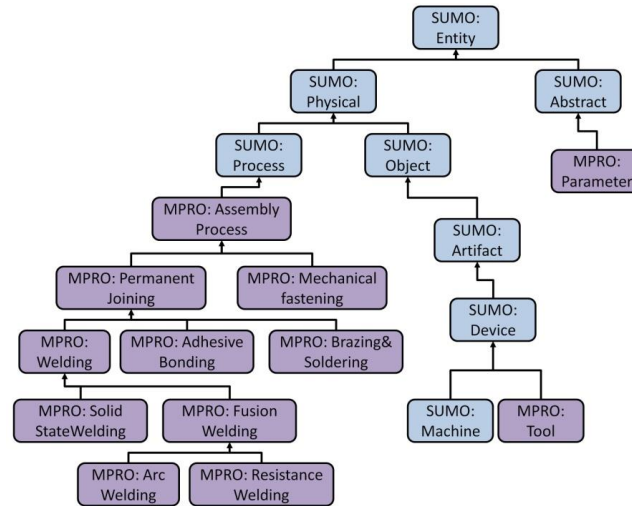 SUMO:
Entity
SUMO:
Physical
SUMO:
Abstract
SUMO:
Process
SUMO:
Object
MPRO:
Parameter
MPRO: Assembly
Process
SUMO:
Artifact
MPRO: Permanent
Joining
MPRO: Mechanical
fastening
SUMO:
Device
MPRO:
Welding
MPRO: Adhesive
Bonding
MPRO: Brazing&
Soldering
MPRO: Solid
StateWelding
MPRO: Fusion
Welding
SUMO:
Machine
MPRO:
Tool
MPRO: Arc
Welding
MPRO: Resistance
Welding